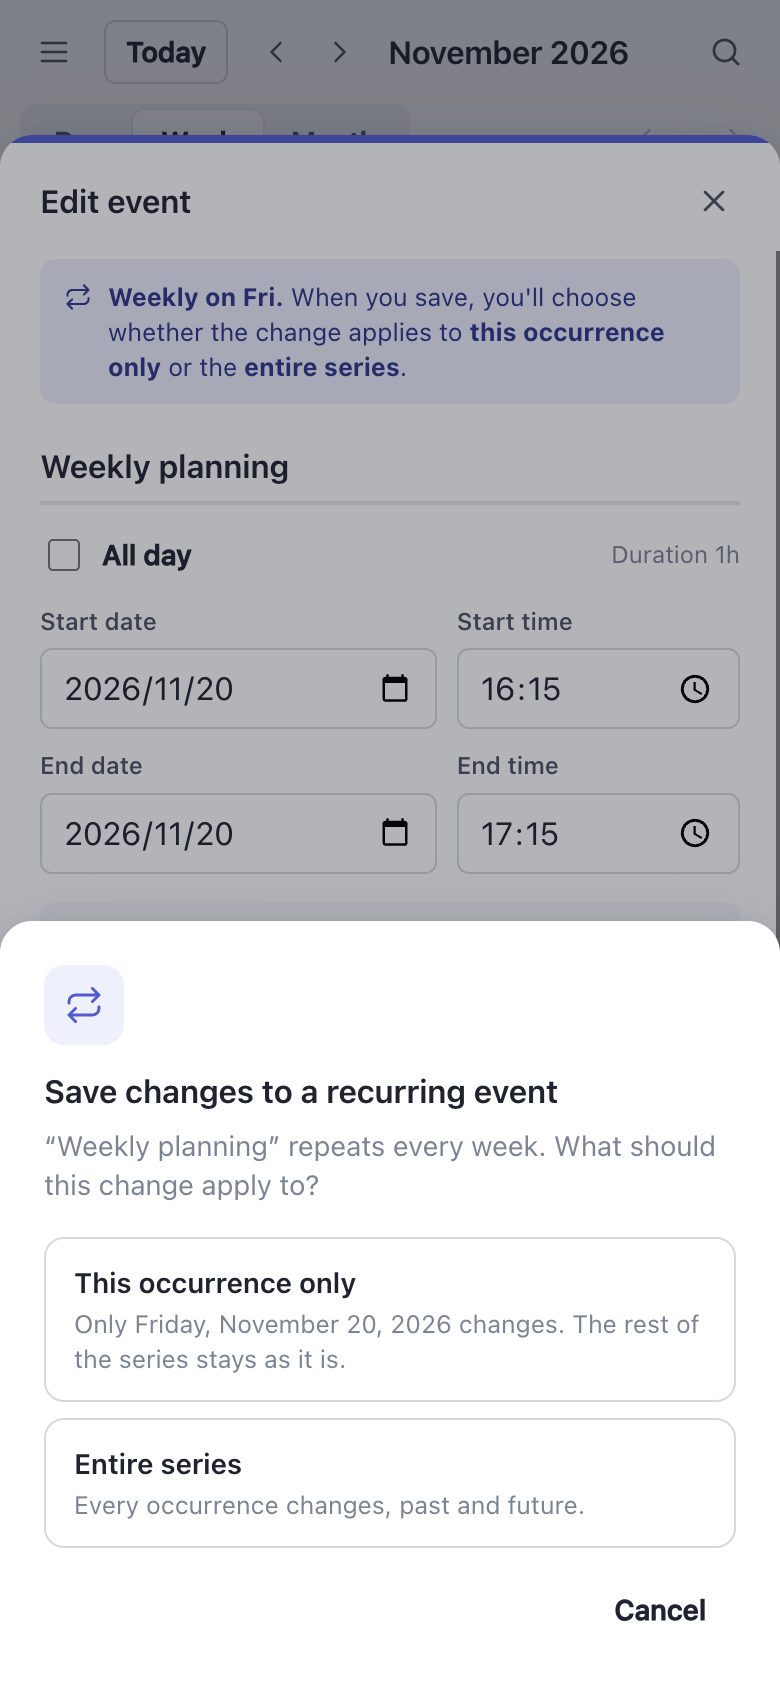 Today
November 2026
Edit event
Weekly on Fri. When you save, you'll choose
whether the change applies to this occurrence
only or the entire series.
Weekly planning
All day
Duration 1h
Start date
Start time
2026/11/20
16:15
End date
End time
2026/11/20
17:15
Save changes to a recurring event
“Weekly planning” repeats every week. What should
this change apply to?
This occurrence only
Only Friday, November 20, 2026 changes. The rest of
the series stays as it is.
Entire series
Every occurrence changes, past and future.
Cancel